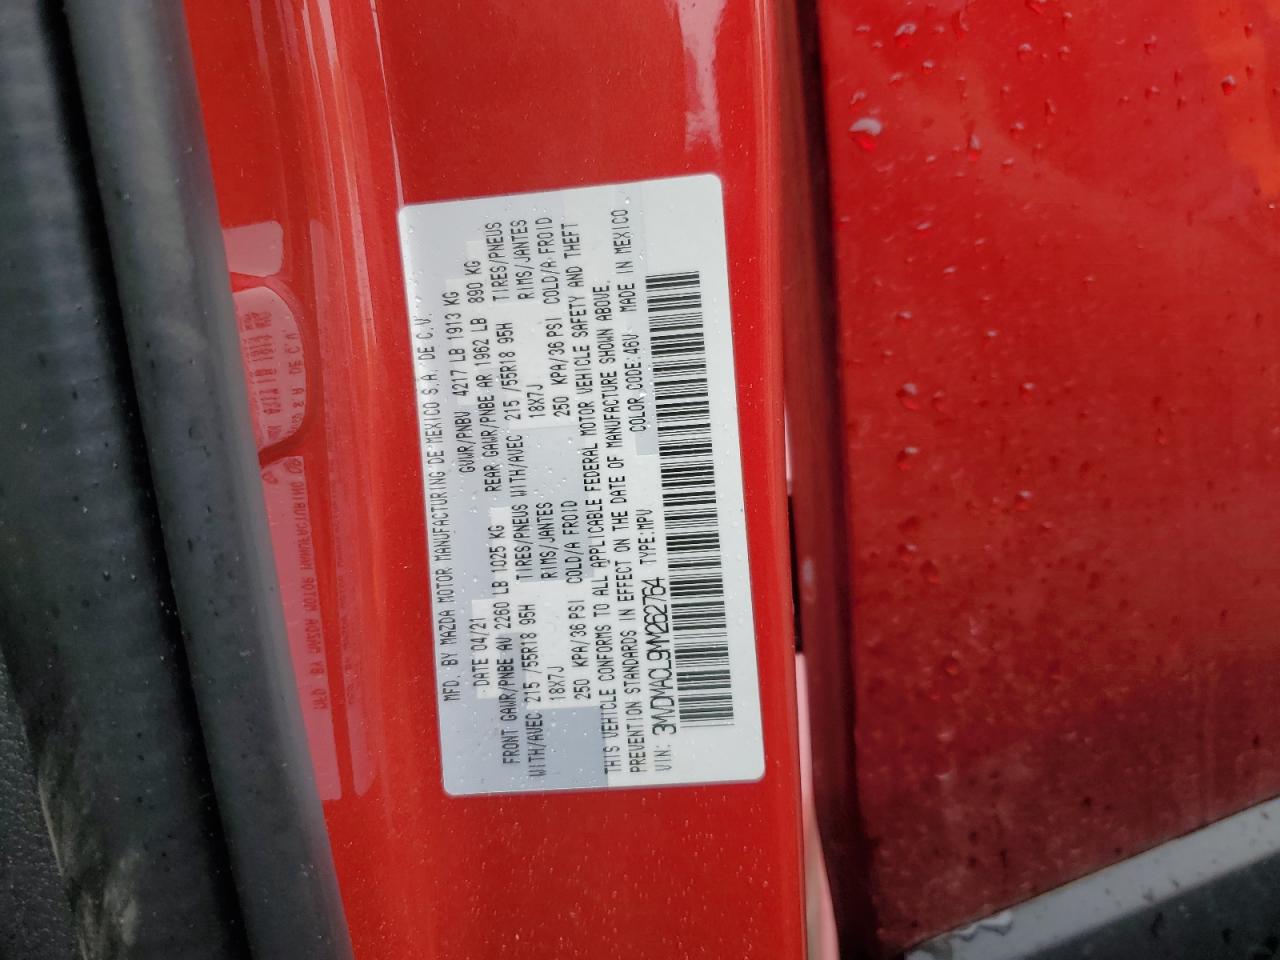 MFD. BY MAZDA MOTOR MANUFACTURING DE MEXICO S.A. DE C.V.
DATE 04/21 GVWR/PNBV 4217 LB 1913 KG
FRONT GAWR/PNBE AV 2260 LB 1025 KG REAR GAWR/PNBE AR 1962 LB 890 KG
WITH/AVEC 215 /55R18 95H TIRES/PNEUS WITH/AVEC 215 /55R18 95H TIRES/PNEUS
18X7J RIMS/JANTES 18X7J RIMS/JANTES
250 KPA/36 PSI COLD/A FROID 250 KPA/36 PSI COLD/A FROID
THIS VEHICLE CONFORMS TO ALL APPLICABLE FEDERAL MOTOR VEHICLE SAFETY AND THEFT
PREVENTION STANDARDS IN EFFECT ON THE DATE OF MANUFACTURE SHOWN ABOVE.
VIN: 3MVDMACL9MM262764 TYPE:MPV COLOR CODE:46V MADE IN MEXICO